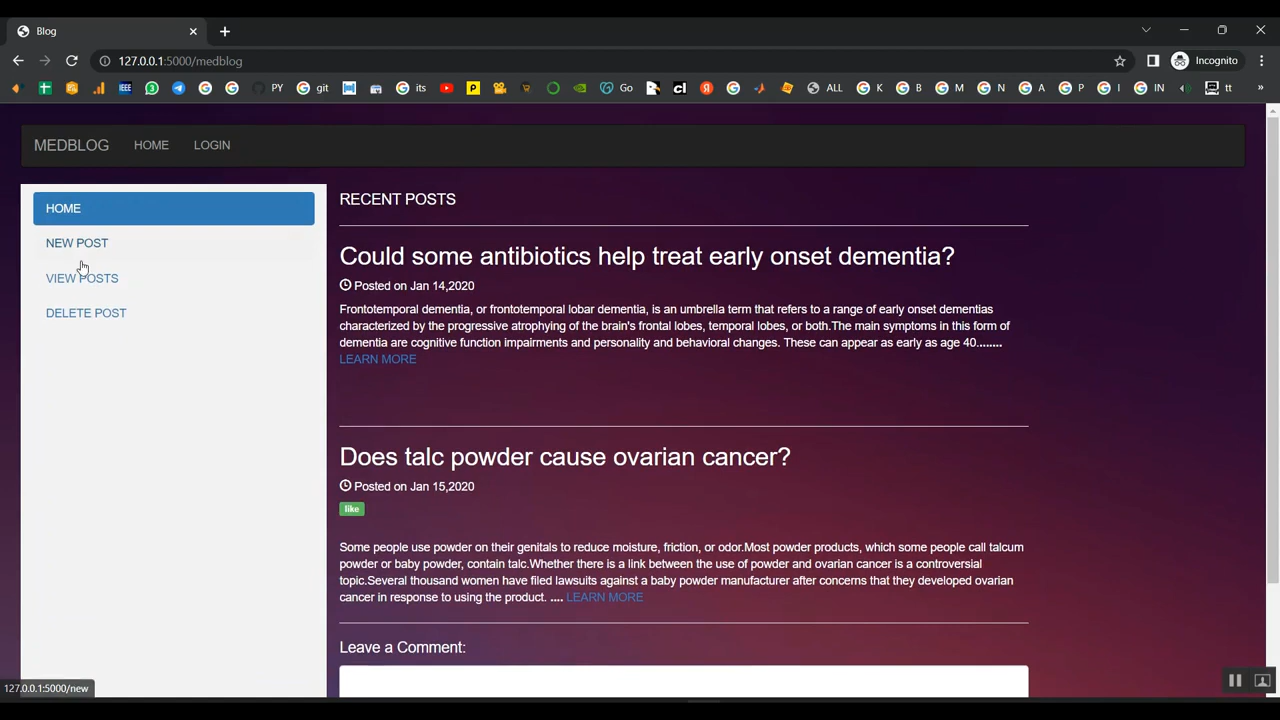 Blog
127.0.0.1:5000/medblog
Incognito
IEEE
3
PY
git
its
Go
ALL
K
B
M
N
A
P
I
IN
tt
»
MEDBLOG
HOME
LOGIN
HOME
NEW POST
VIEW POSTS
DELETE POST
RECENT POSTS
Could some antibiotics help treat early onset dementia?
Posted on Jan 14,2020
Frontotemporal dementia, or frontotemporal lobar dementia, is an umbrella term that refers to a range of early onset dementias
characterized by the progressive atrophying of the brain's frontal lobes, temporal lobes, or both.The main symptoms in this form of
dementia are cognitive function impairments and personality and behavioral changes. These can appear as early as age 40........
LEARN MORE
Does talc powder cause ovarian cancer?
Posted on Jan 15,2020
like
Some people use powder on their genitals to reduce moisture, friction, or odor.Most powder products, which some people call talcum
powder or baby powder, contain talc.Whether there is a link between the use of powder and ovarian cancer is a controversial
topic.Several thousand women have filed lawsuits against a baby powder manufacturer after concerns that they developed ovarian
cancer in response to using the product. .... LEARN MORE
Leave a Comment:
127.0.0.1:5000/new